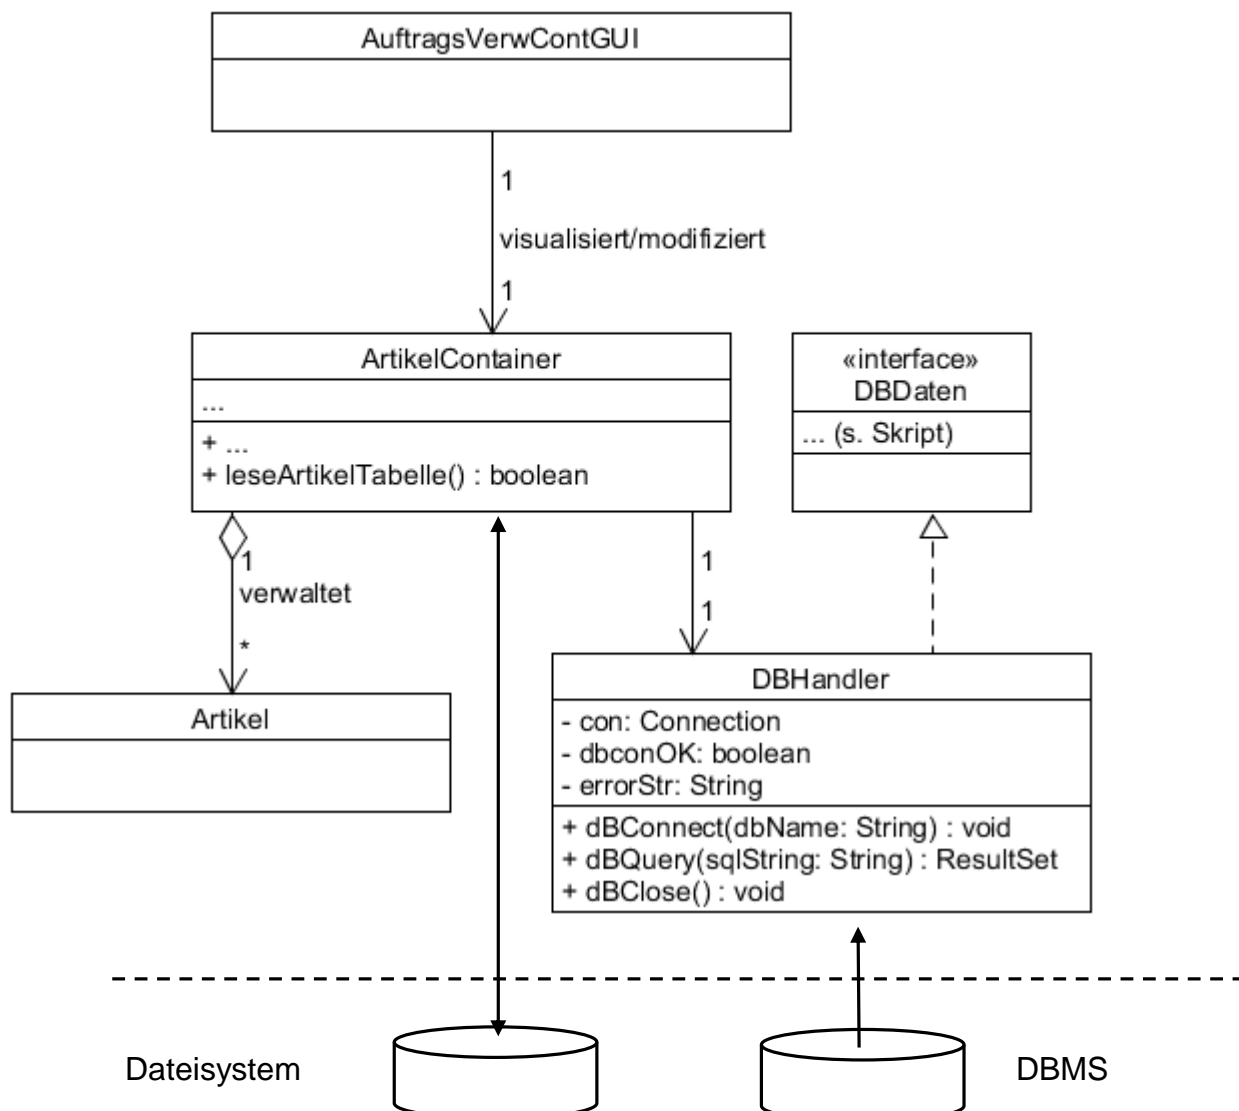 AuftragsVerwContGUI
1
visualisiert/modifiziert
1
ArtikelContainer
...
+ ...
+ leseArtikelTabelle() : boolean
«interface»
DBDaten
... (s. Skript)
1
verwaltet
*
1
1
Artikel
DBHandler
- con: Connection
- dbconOK: boolean
- errorStr: String
+ dBConnect(dbName: String) : void
+ dBQuery(sqlString: String) : ResultSet
+ dBClose() : void
Dateisystem
DBMS